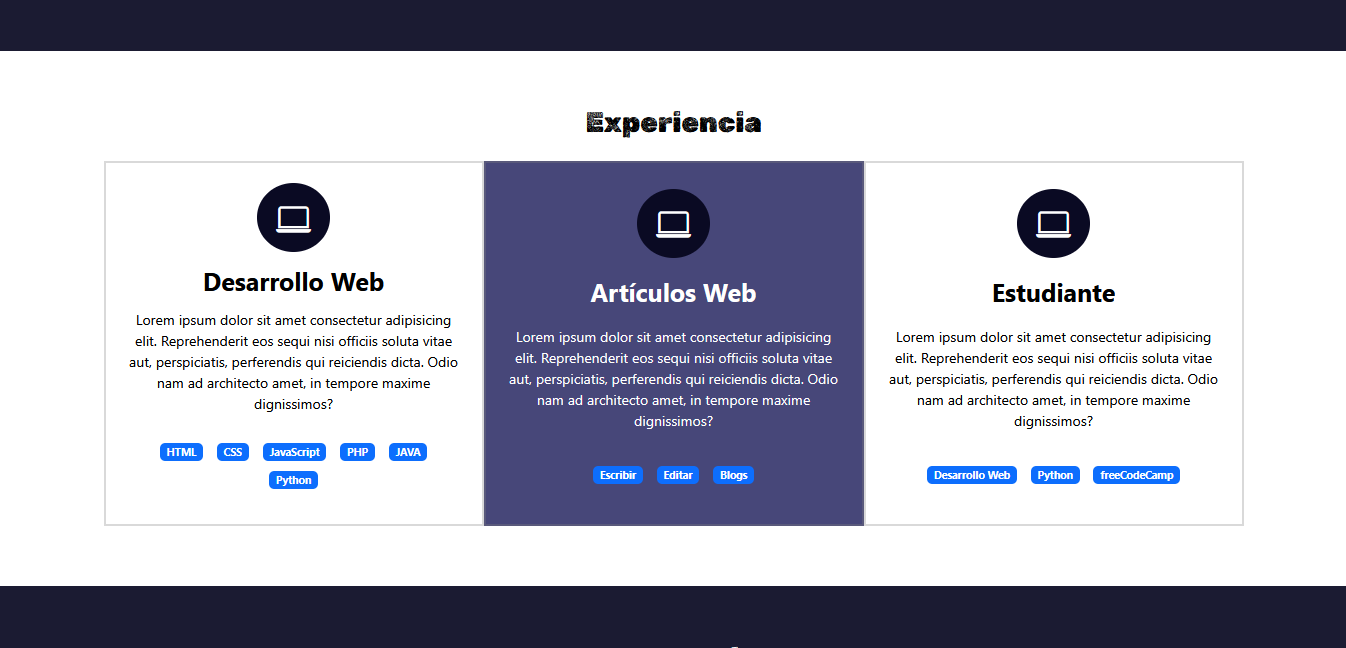 Experiencia
Desarrollo Web
Lorem ipsum dolor sit amet consectetur adipisicing
elit. Reprehenderit eos sequi nisi officiis soluta vitae
aut, perspiciatis, perferendis qui reiciendis dicta. Odio
nam ad architecto amet, in tempore maxime
dignissimos?
HTML CSS JavaScript PHP JAVA
Python
Artículos Web
Lorem ipsum dolor sit amet consectetur adipisicing
elit. Reprehenderit eos sequi nisi officiis soluta vitae
aut, perspiciatis, perferendis qui reiciendis dicta. Odio
nam ad architecto amet, in tempore maxime
dignissimos?
Escribir Editar Blogs
Estudiante
Lorem ipsum dolor sit amet consectetur adipisicing
elit. Reprehenderit eos sequi nisi officiis soluta vitae
aut, perspiciatis, perferendis qui reiciendis dicta. Odio
nam ad architecto amet, in tempore maxime
dignissimos?
Desarrollo Web Python freeCodeCamp